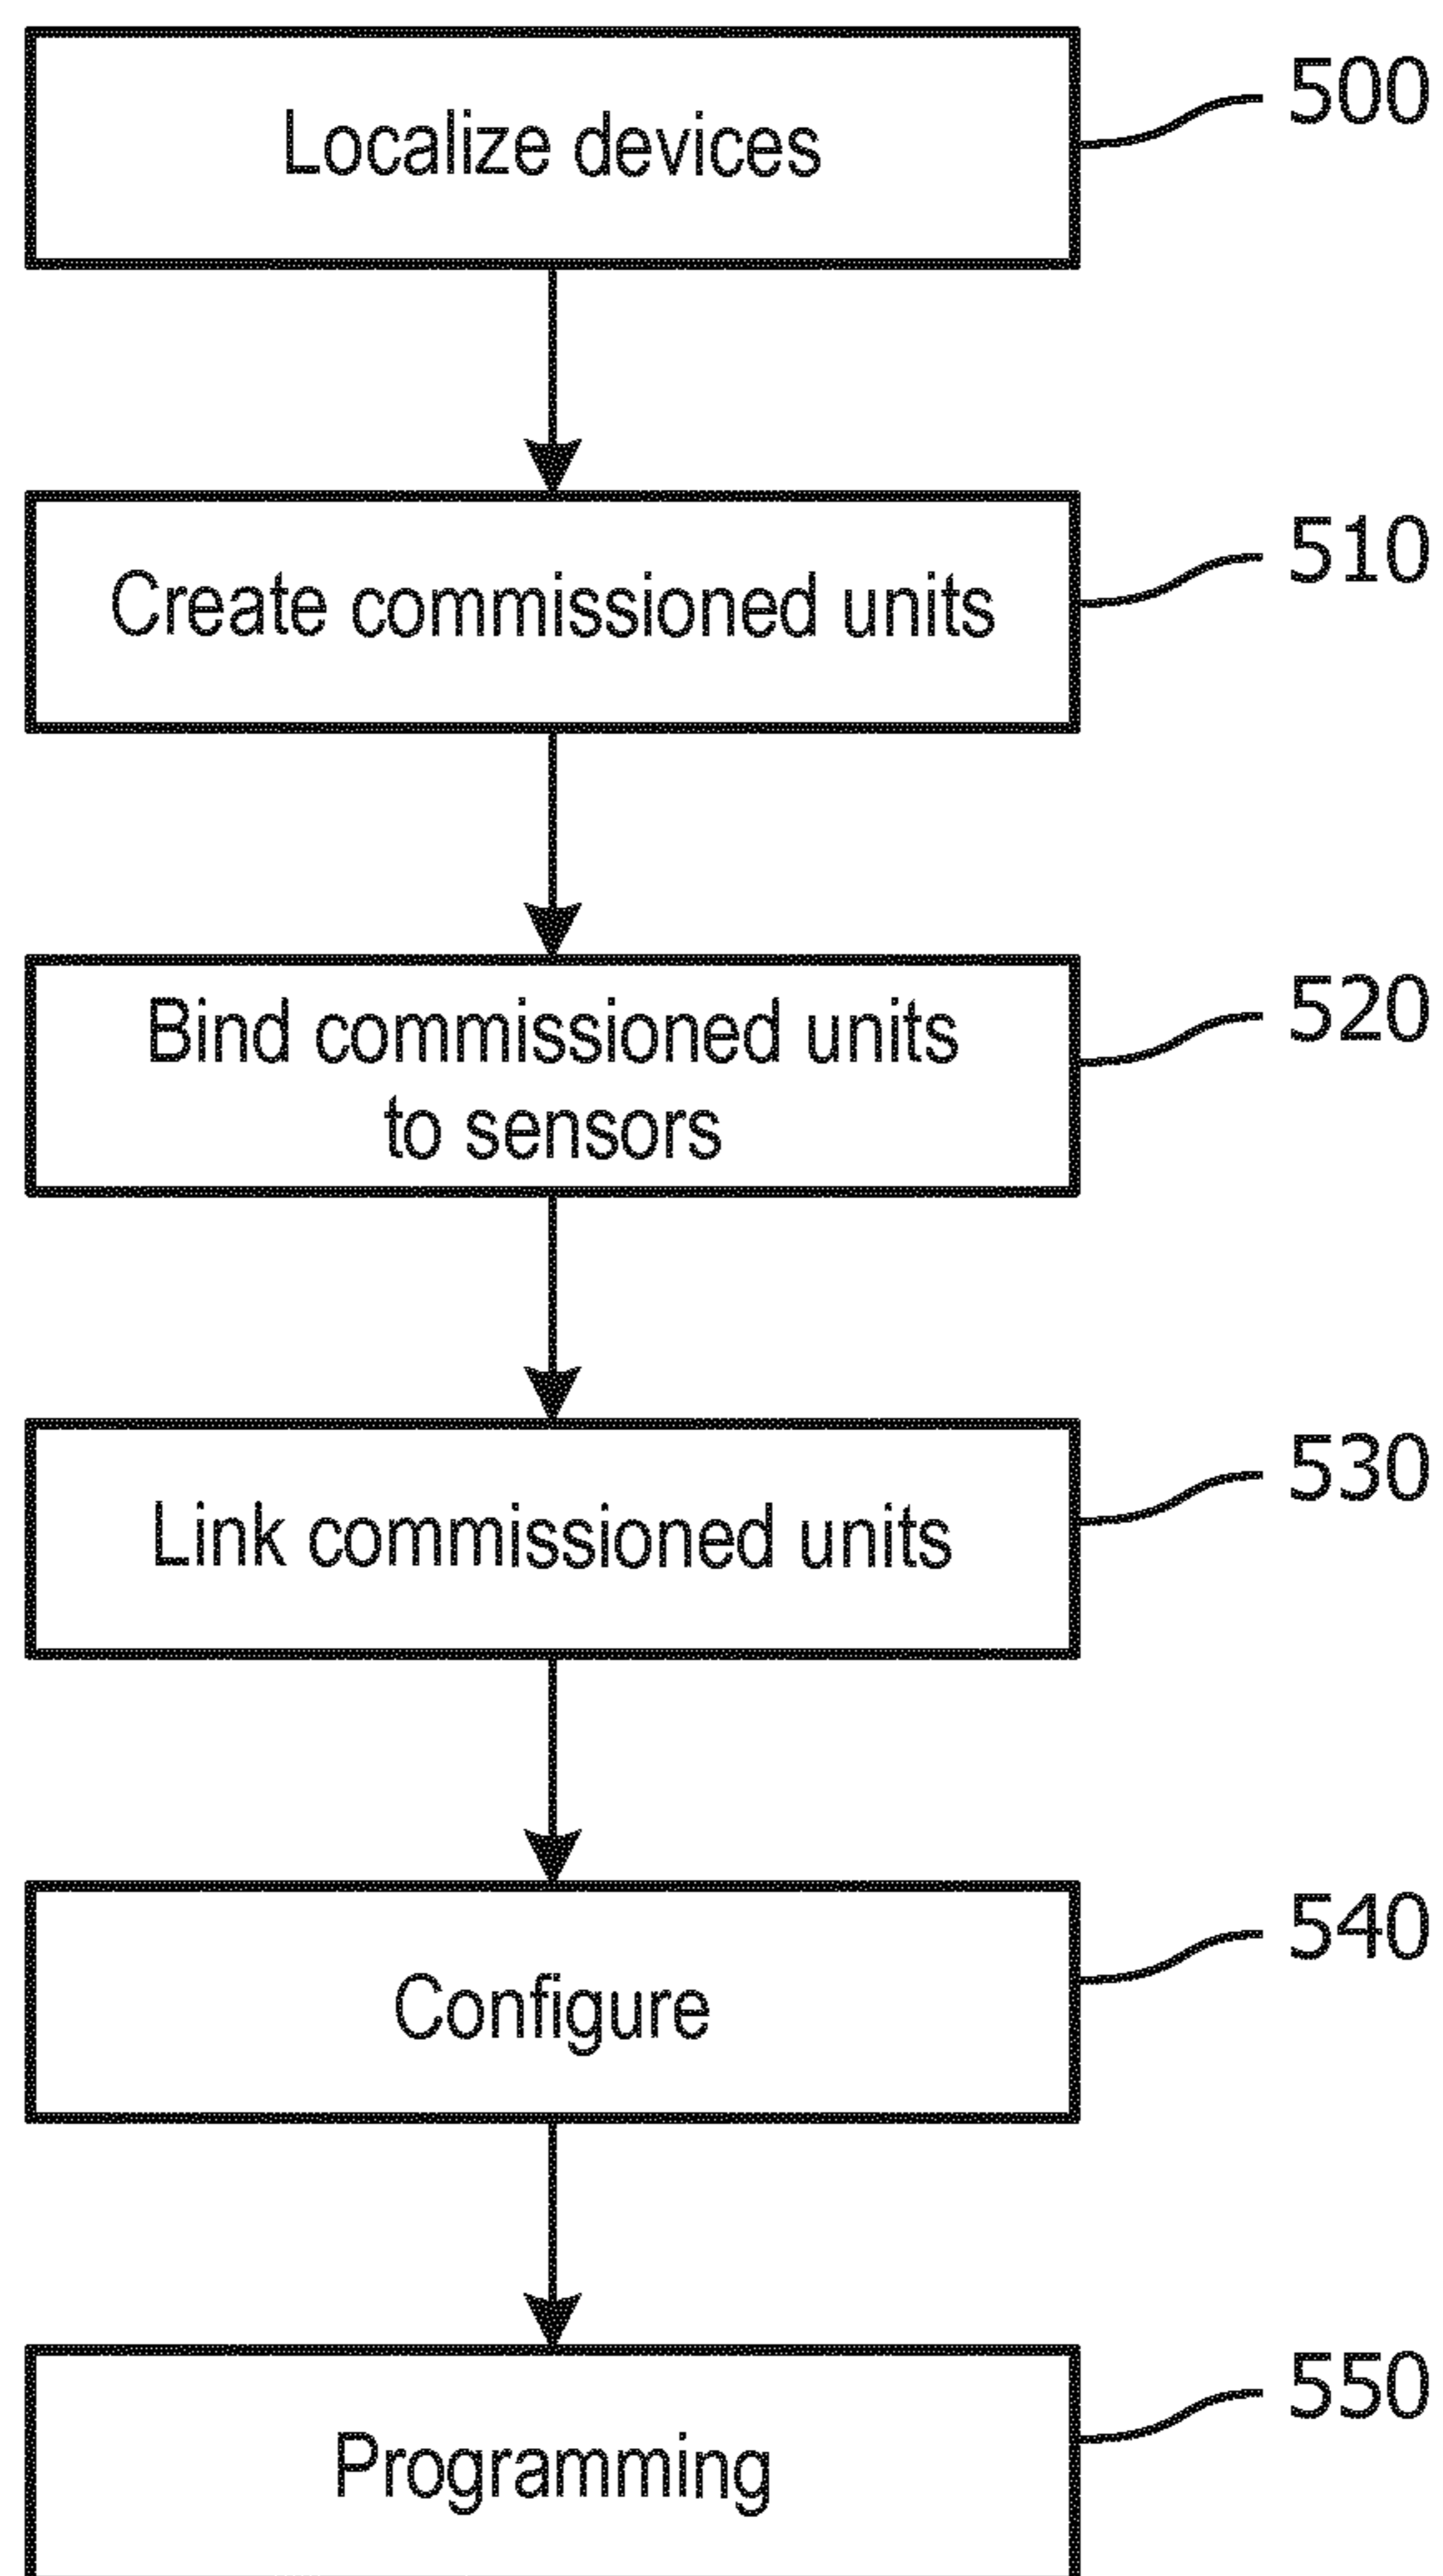 Localize devices
500
Create commissioned units
510
Bind commissioned units
to sensors
520
Link commissioned units
530
Configure
540
Programming
550